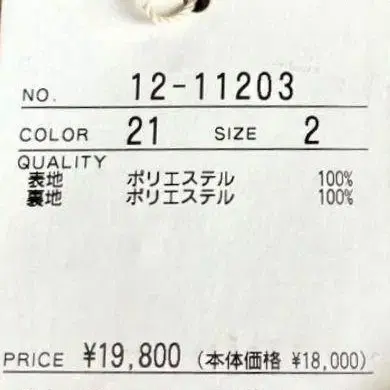 NO. 12-11203
COLOR 21 SIZE 2
QUALITY
表地 ポリエステル 100%
裏地 ポリエステル 100%
PRICE ¥19,800 (本体価格 ¥18,000)